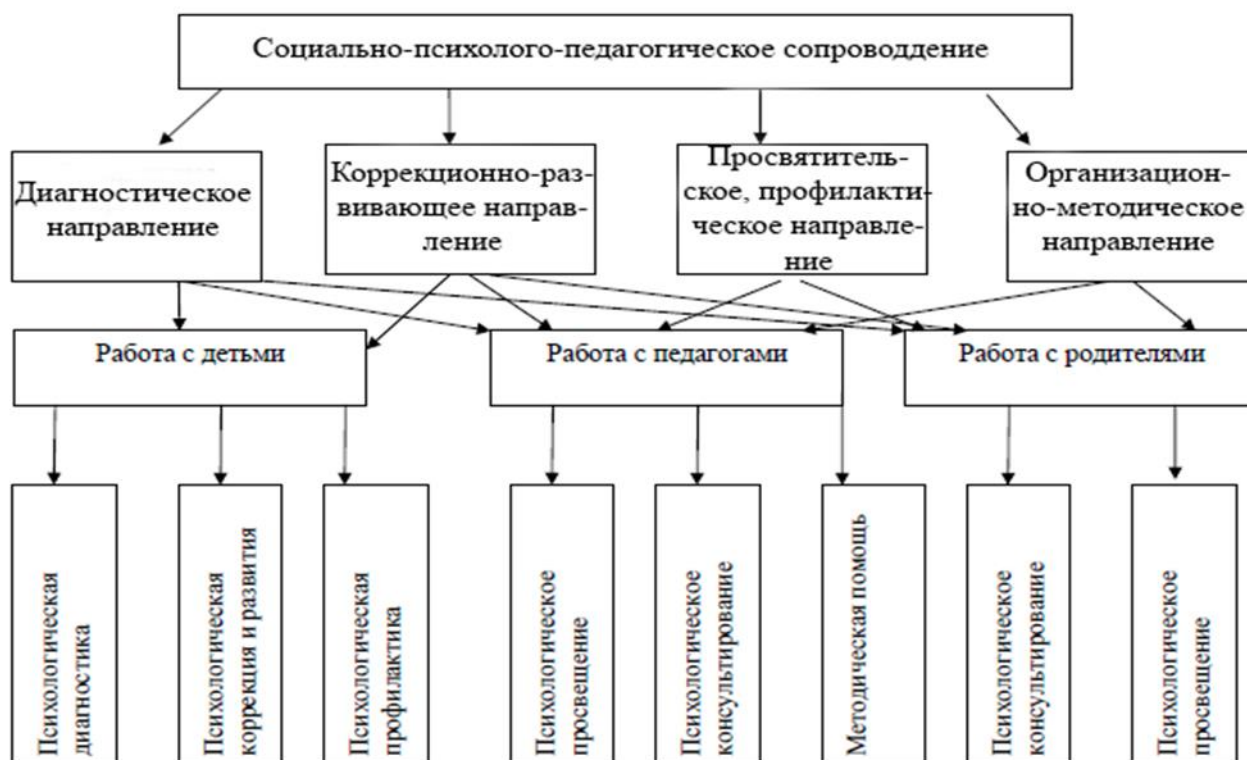 Социально-психолого-педагогическое сопроводдение
Диагностическое
направление
Коррекционно-раз-
вивающее направ-
ление
Просвятитель-
ское, профилакти-
ческое направле-
ние
Организацион-
но-методическое
направление
Работа с детьми
Работа с педагогами
Работа с родителями
Психологическая
диагностика
Психологическая
коррекция и развития
Психологическая
профилактика
Психологическое
просвещение
Психологическое
консультирование
Методическая помощь
Психологическое
консультирование
Психологическое
просвещение